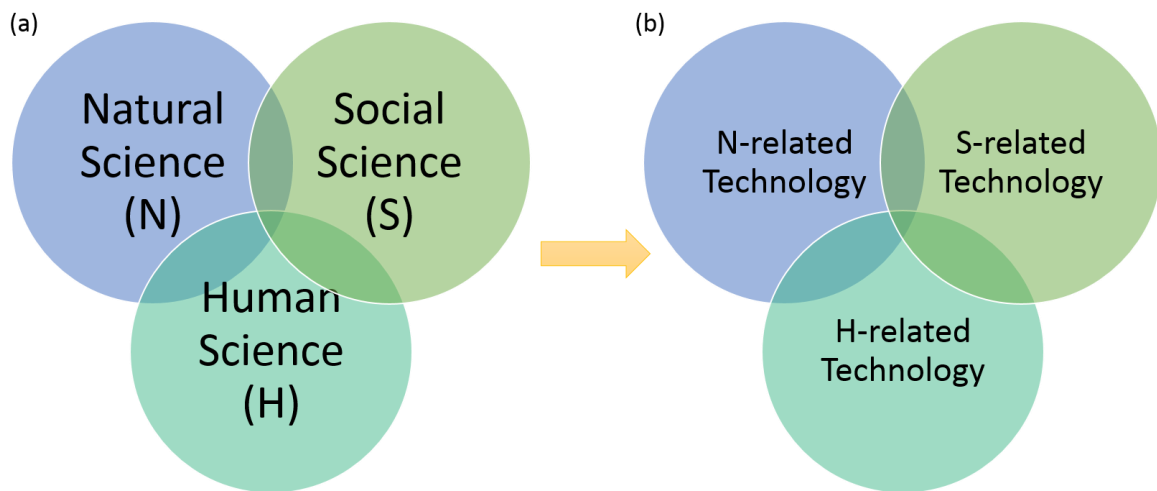 (a)
Natural
Science
(N)
Social
Science
(S)
Human
Science
(H)
(b)
N-related
Technology
S-related
Technology
H-related
Technology